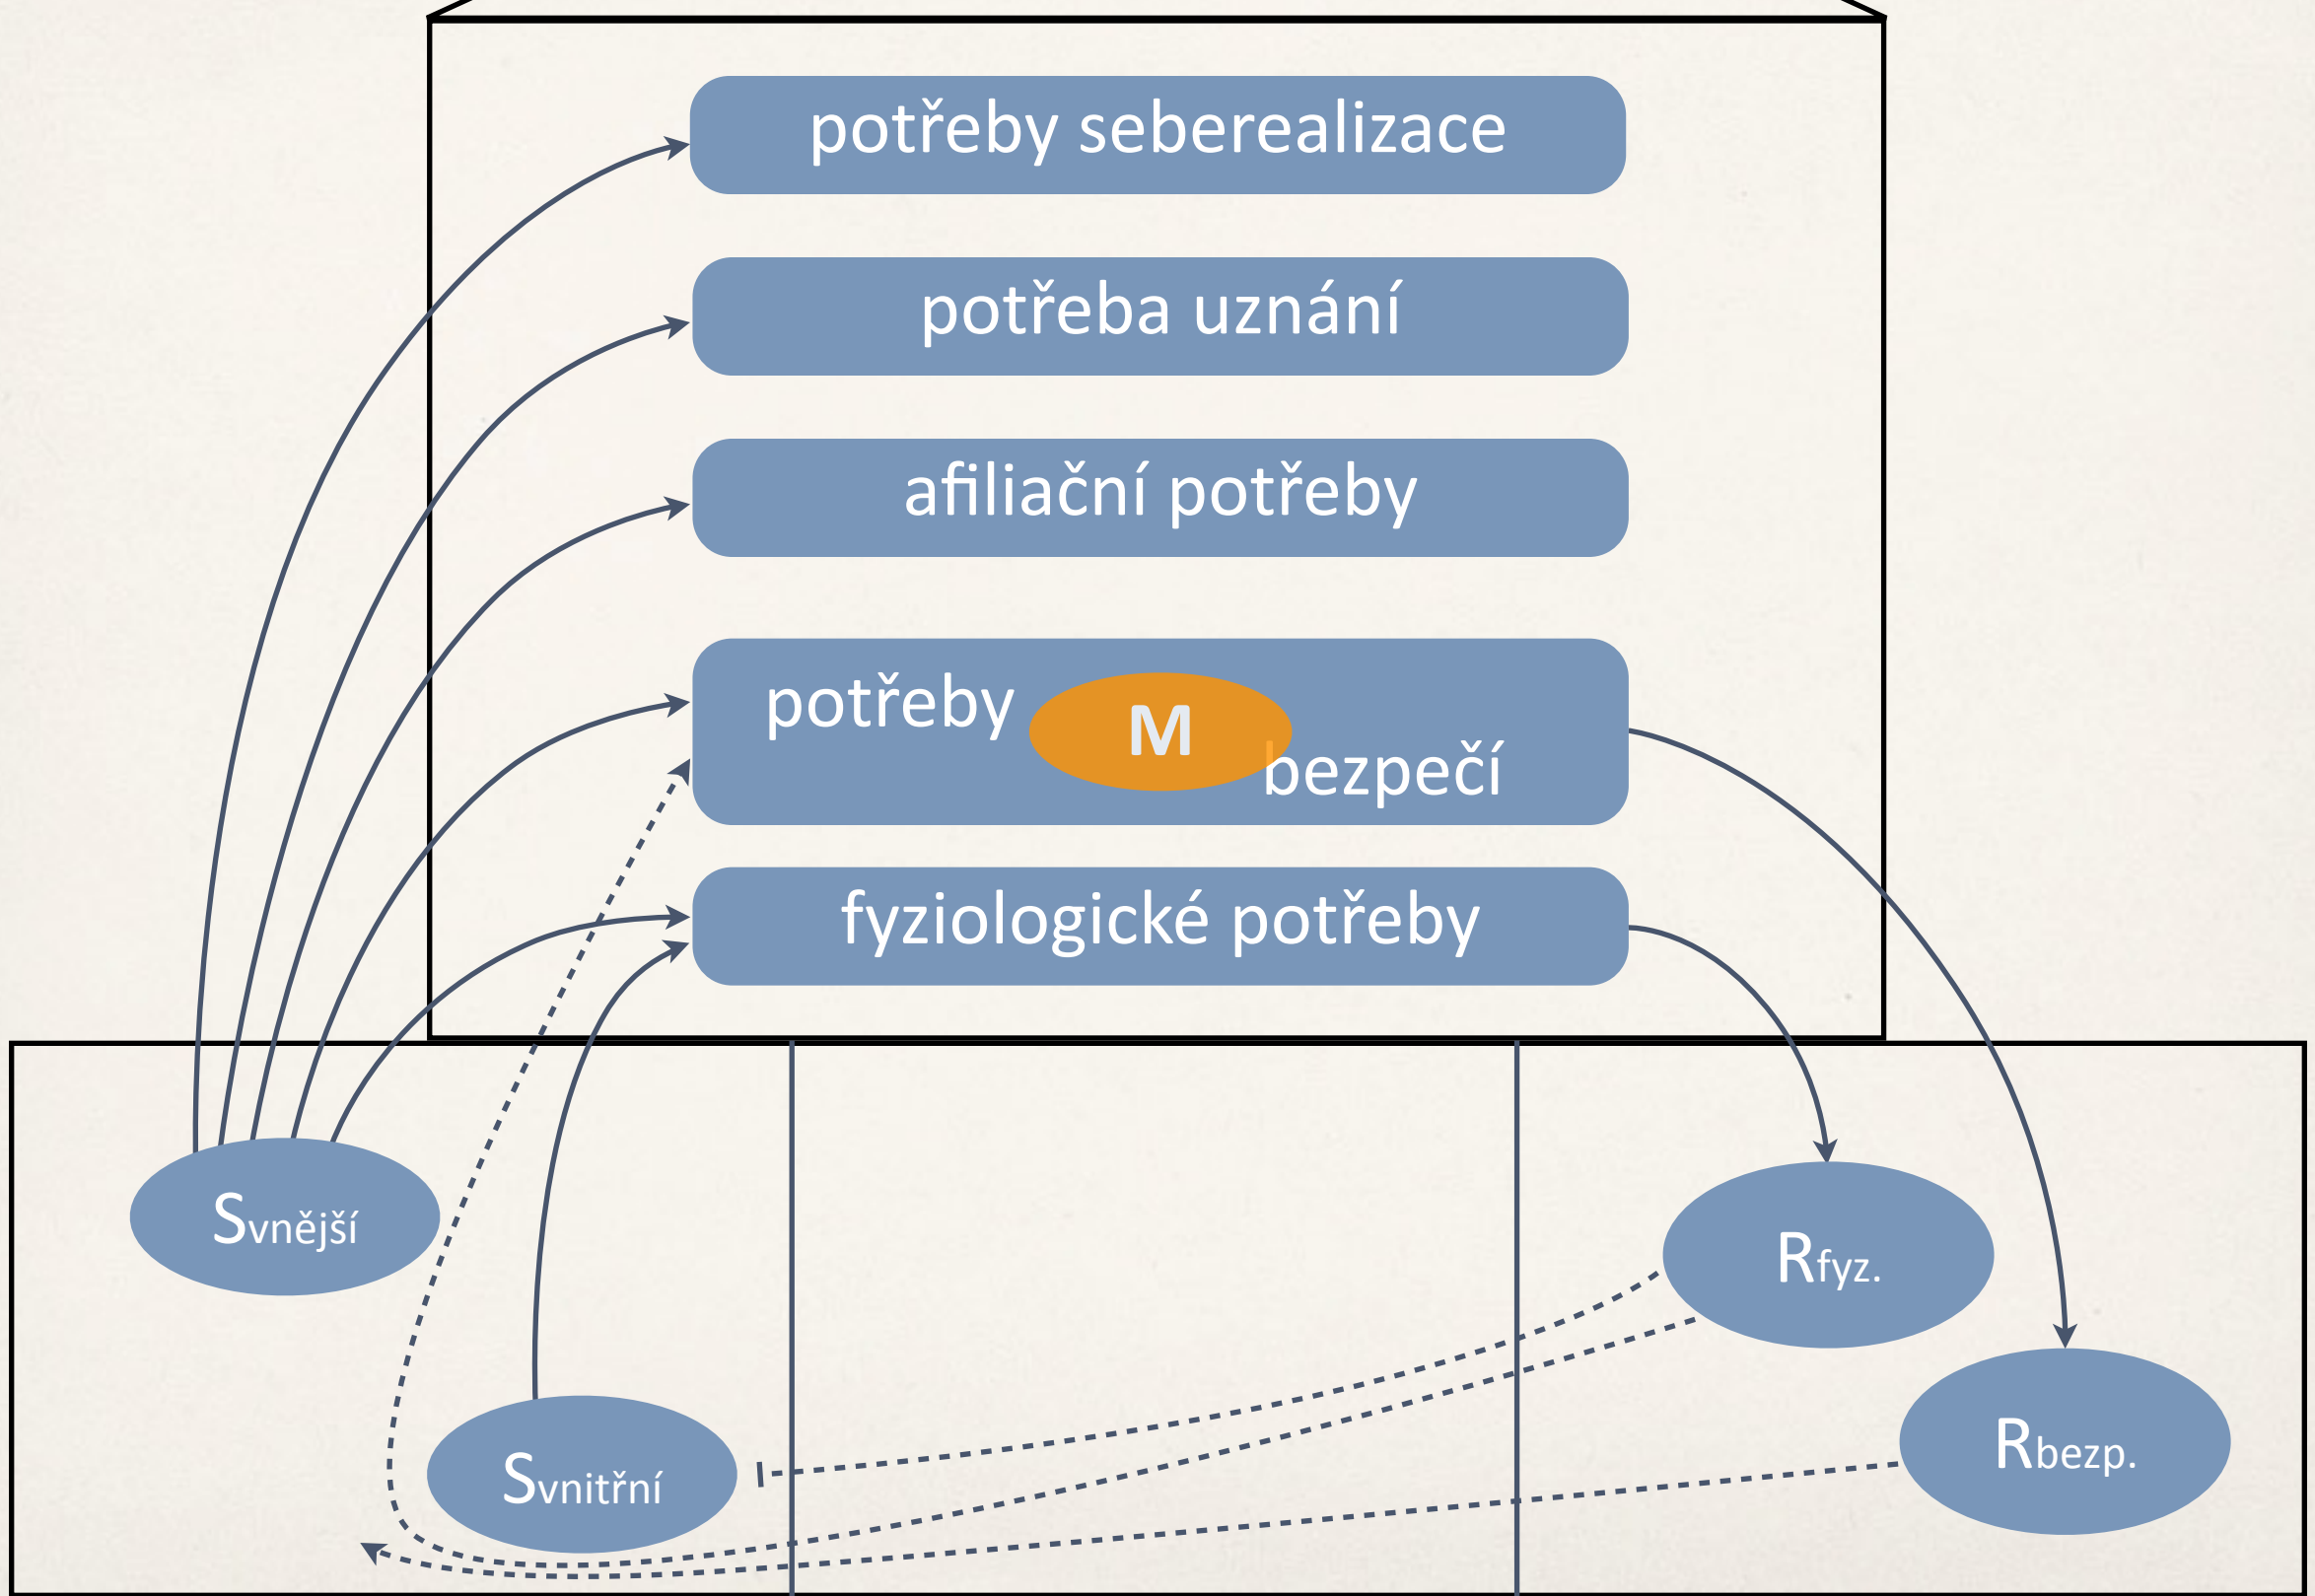 potřeby seberealizace
potřeba uznání
afiliační potřeby
potřeby
M
bezpečí
fyziologické potřeby
Svnější
Rfyz.
Rbezp.
Svnitřní